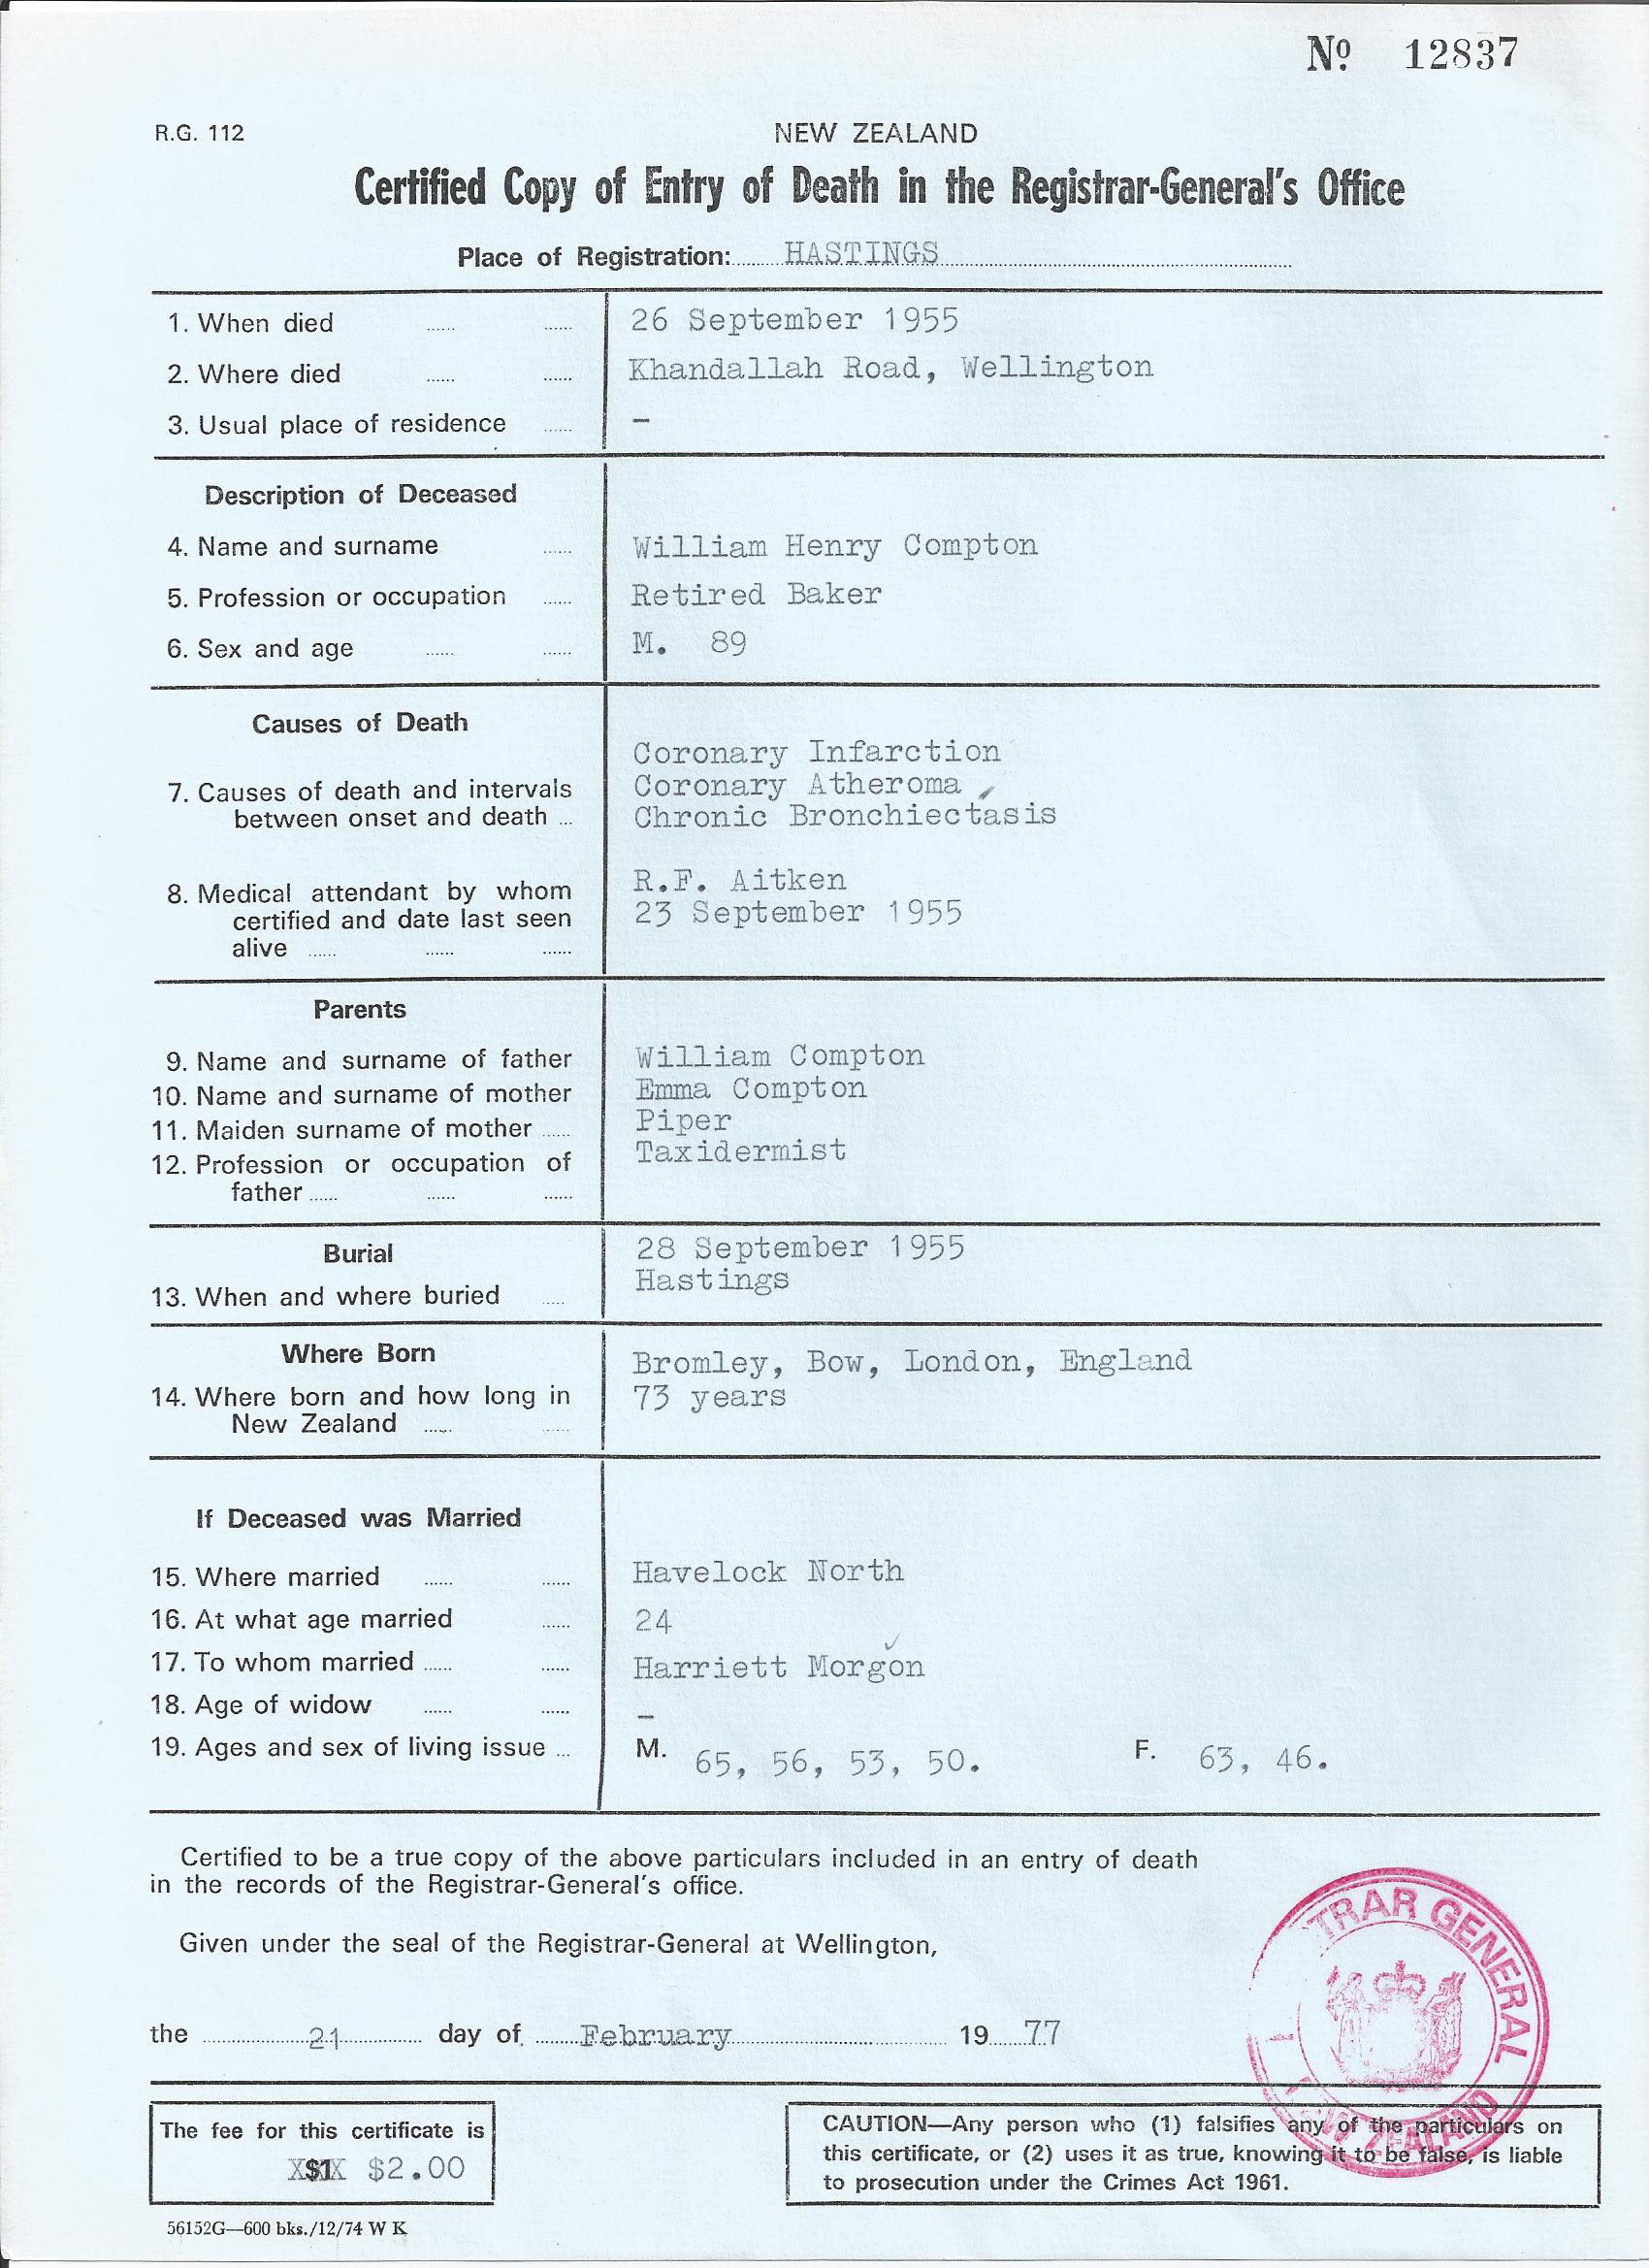 Nº 12837
R.G. 112
NEW ZEALAND
Certified Copy of Entry of Death in the Registrar-General's Office
Place of Registration: HASTINGS
1. When died 26 September 1955
2. Where died Khandallah Road, Wellington
3. Usual place of residence –
Description of Deceased
4. Name and surname William Henry Compton
5. Profession or occupation Retired Baker
6. Sex and age M. 89
Causes of Death
Coronary Infarction
7. Causes of death and intervals Coronary Atheroma
between onset and death ... Chronic Bronchiectasis
8. Medical attendant by whom R.F. Aitken
certified and date last seen 23 September 1955
alive
Parents
9. Name and surname of father William Compton
10. Name and surname of mother Emma Compton
11. Maiden surname of mother Piper
12. Profession or occupation of Taxidermist
father
Burial 28 September 1955
13. When and where buried Hastings
Where Born Bromley, Bow, London, England
14. Where born and how long in 73 years
New Zealand
If Deceased was Married
15. Where married Havelock North
16. At what age married 24
17. To whom married Harriett Morgon
18. Age of widow –
19. Ages and sex of living issue ... M. 65, 56, 53, 50. F. 63, 46.
Certified to be a true copy of the above particulars included in an entry of death
in the records of the Registrar-General's office.
Given under the seal of the Registrar-General at Wellington,
the 21 day of February 19 77
TRAR GENERAL
W ZEALAND
The fee for this certificate is
X$1X $2.00
CAUTION—Any person who (1) falsifies any of the particulars on
this certificate, or (2) uses it as true, knowing it to be false, is liable
to prosecution under the Crimes Act 1961.
56152G—600 bks./12/74 W K